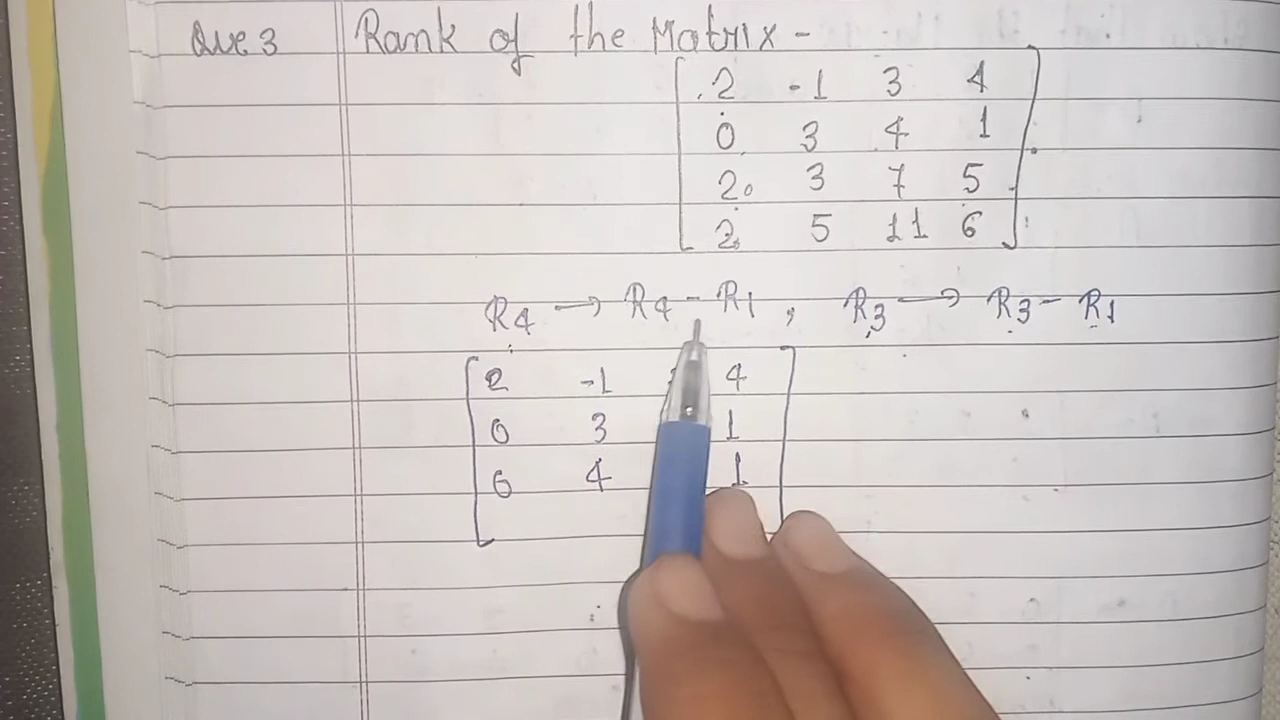 Que 3 Rank of the Matrix -
2 -1 3 4
0 3 4 1
2 3 7 5
2 5 11 6
R4 → R4 - R1 , R3 → R3 - R1
2 -1 4
0 3 1
0 4 1